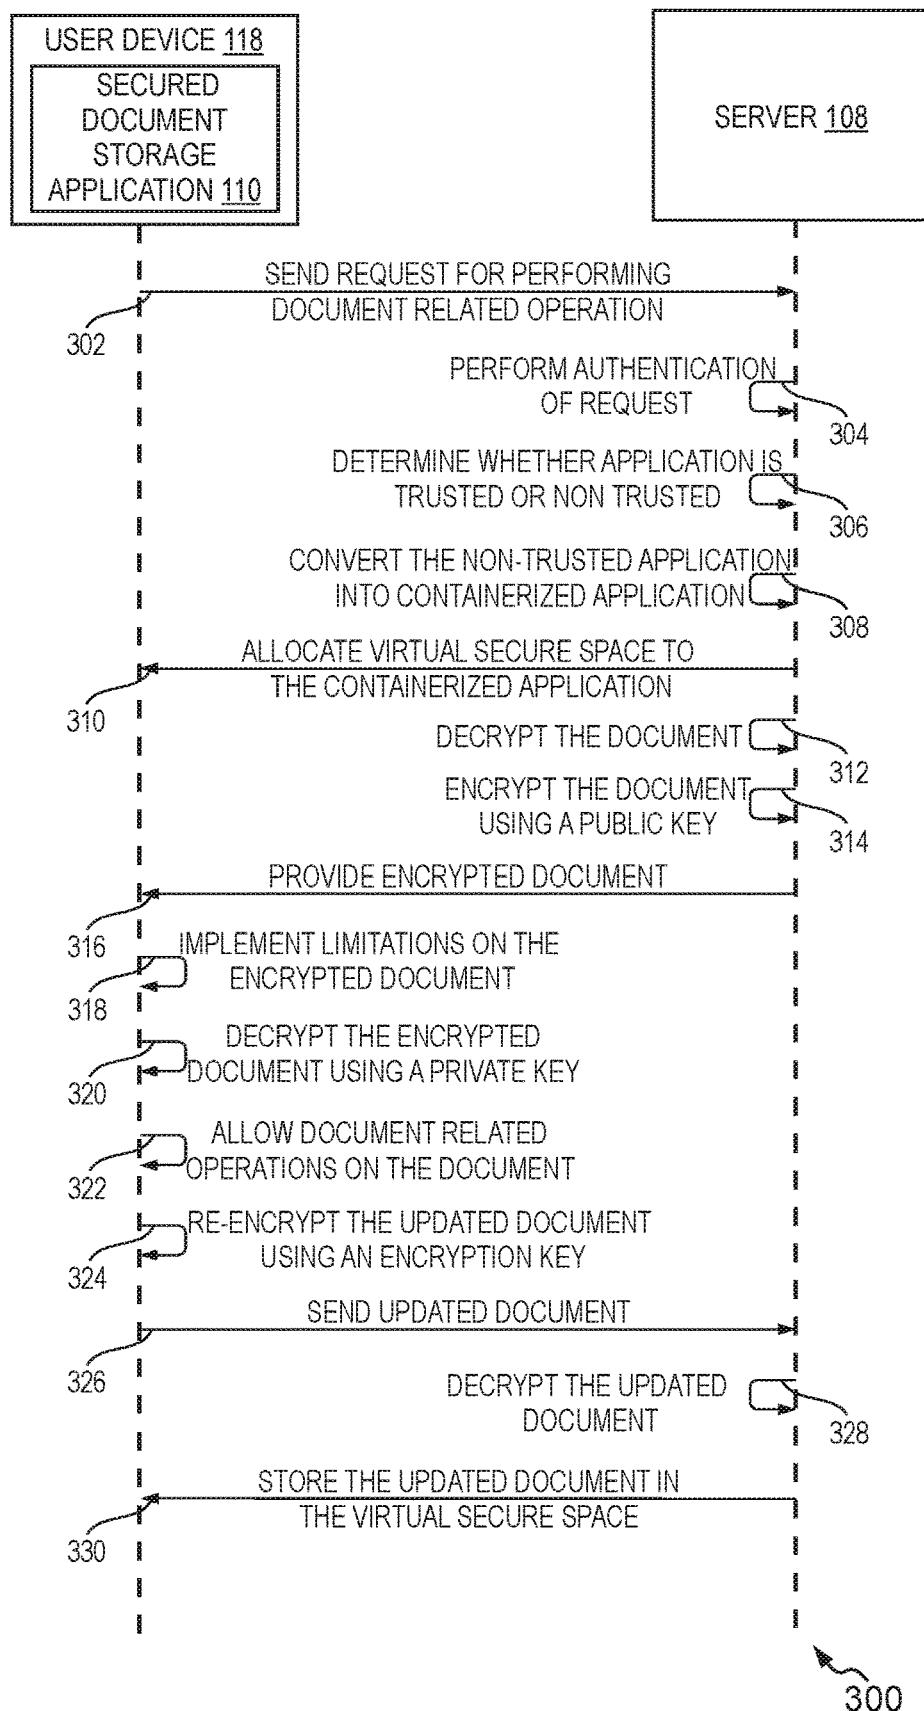 USER DEVICE 118
SECURED
DOCUMENT
STORAGE
APPLICATION 110
SERVER 108
SEND REQUEST FOR PERFORMING
DOCUMENT RELATED OPERATION
302
PERFORM AUTHENTICATION
OF REQUEST
304
DETERMINE WHETHER APPLICATION IS
TRUSTED OR NON TRUSTED
306
CONVERT THE NON-TRUSTED APPLICATION
INTO CONTAINERIZED APPLICATION
308
ALLOCATE VIRTUAL SECURE SPACE TO
THE CONTAINERIZED APPLICATION
310
DECRYPT THE DOCUMENT
312
ENCRYPT THE DOCUMENT
USING A PUBLIC KEY
314
PROVIDE ENCRYPTED DOCUMENT
316
IMPLEMENT LIMITATIONS ON THE
ENCRYPTED DOCUMENT
318
DECRYPT THE ENCRYPTED
DOCUMENT USING A PRIVATE KEY
320
ALLOW DOCUMENT RELATED
OPERATIONS ON THE DOCUMENT
322
RE-ENCRYPT THE UPDATED DOCUMENT
USING AN ENCRYPTION KEY
324
SEND UPDATED DOCUMENT
326
DECRYPT THE UPDATED
DOCUMENT
328
STORE THE UPDATED DOCUMENT IN
THE VIRTUAL SECURE SPACE
330
300